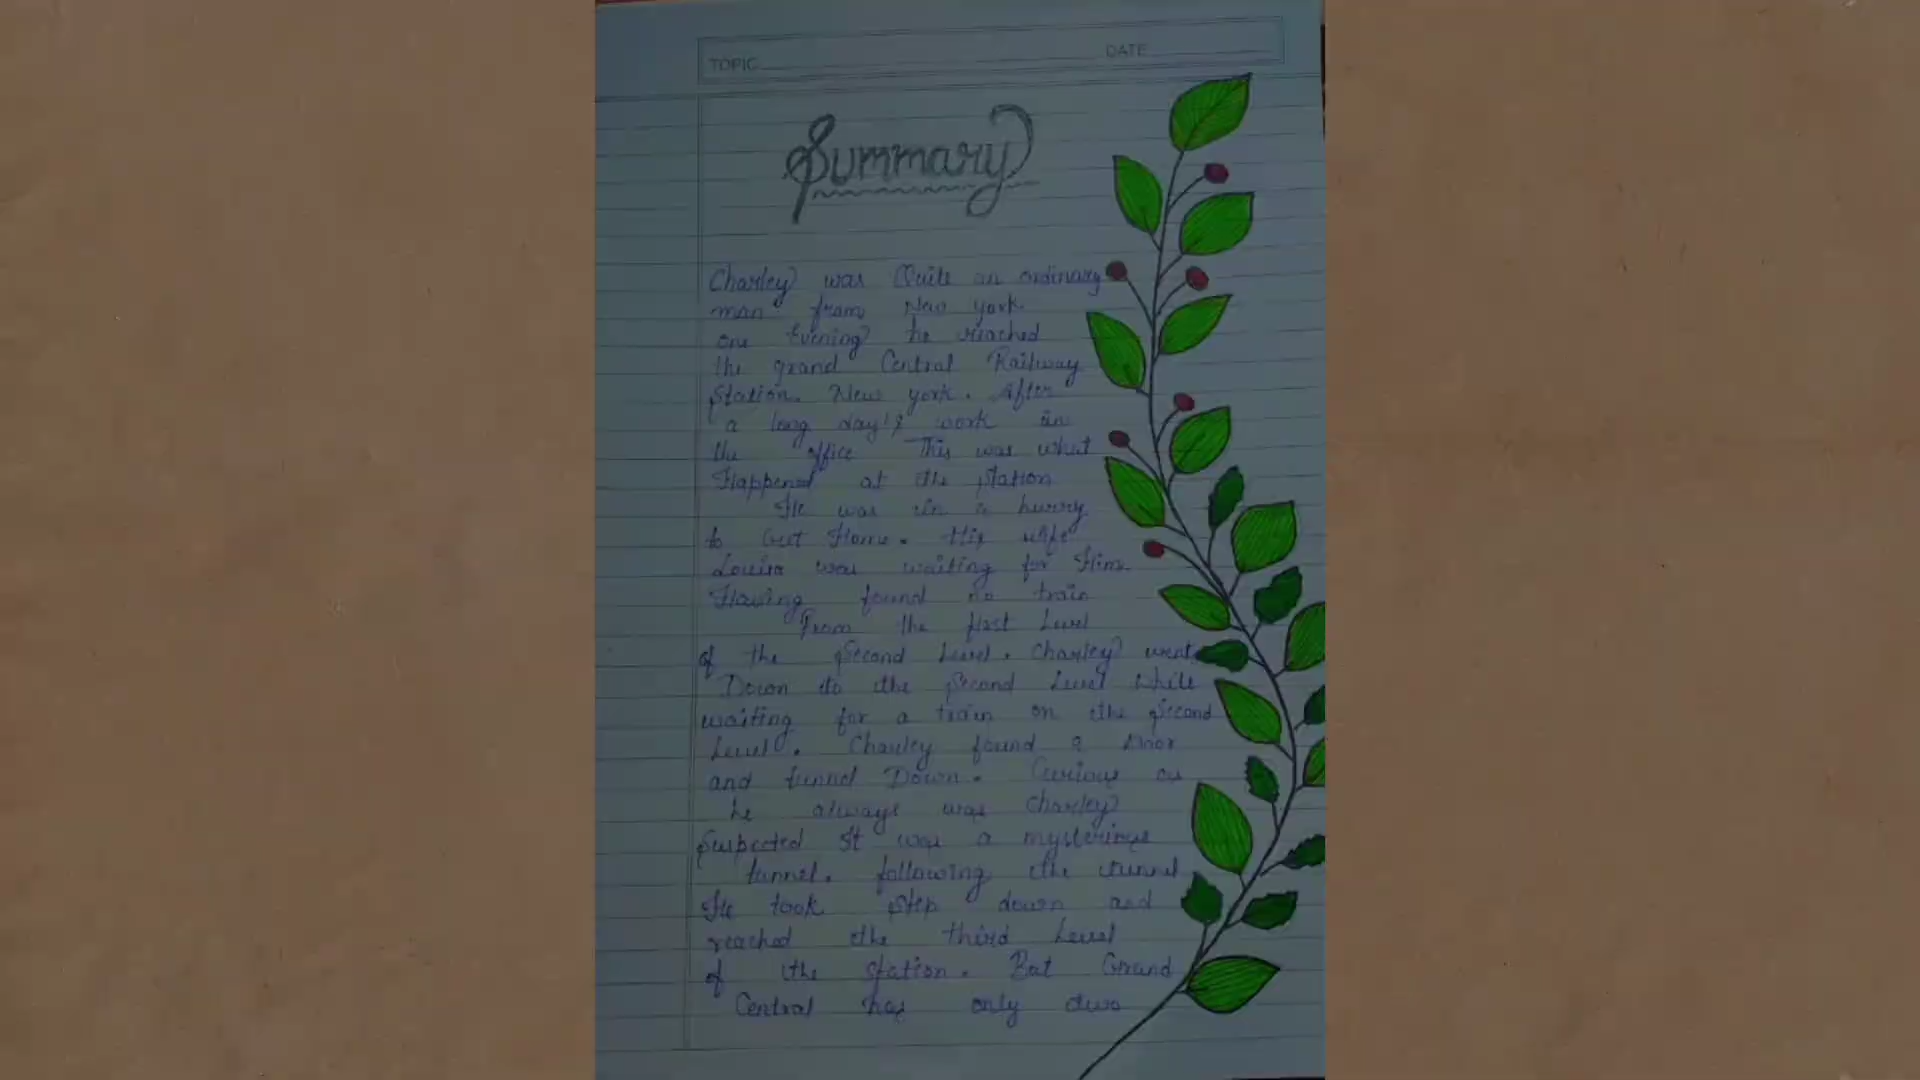 TOPIC
DATE
Summary
Charley was Quite an ordinary
man from New york
one Evening he reached
the grand Central Railway
Station. New york. After
a long day's work in
the office This was what
Happened at the station
He was in a hurry
to Get Home. His wife
Louisa was waiting for Him
Having found no train
From the first Level
of the Second Level. Charley went
Down to the Second Level while
waiting for a train on the Second
Level. Charley found a Door
and tunnel Down. Curious as
he always was Charley
Suspected It was a mysterious
tunnel. following the tunnel
He took step down and
reached the third Level
of the station. But Grand
Central has only two